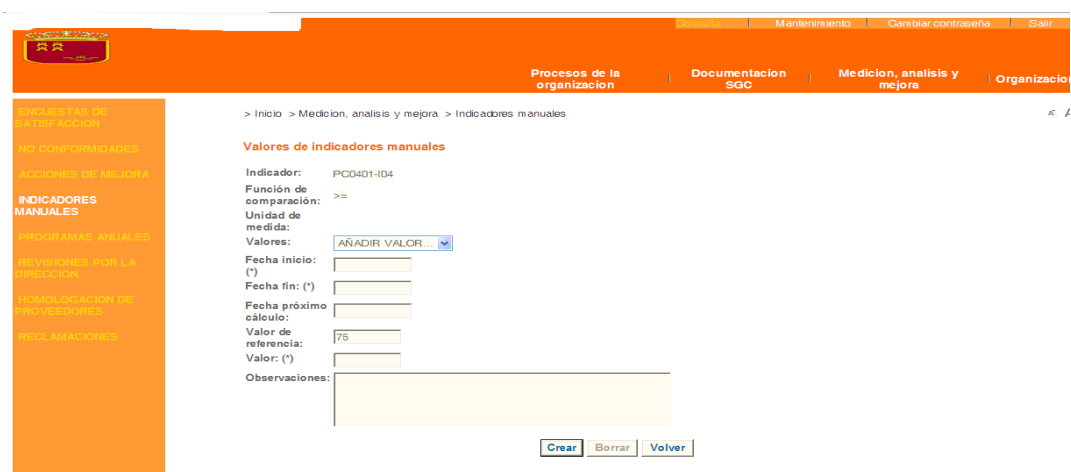 Consulta | Mantenimiento | Cambiar contraseña | Salir
Procesos de la organizacion | Documentacion SGC | Medicion, analisis y mejora | Organizacion
ENCUESTAS DE
SATISFACCION
NO CONFORMIDADES
ACCIONES DE MEJORA
INDICADORES
MANUALES
PROGRAMAS ANUALES
REVISIONES POR LA
DIRECCION
HOMOLOGACION DE
PROVEEDORES
RECLAMACIONES
> Inicio > Medicion, analisis y mejora > Indicadores manuales
Valores de indicadores manuales
Indicador: PC0401-I04
Función de
comparación: >=
Unidad de
medida:
Valores: AÑADIR VALOR...
Fecha inicio:
(*)
Fecha fin: (*)
Fecha próximo
cálculo:
Valor de
referencia: 75
Valor: (*)
Observaciones:
Crear Borrar Volver